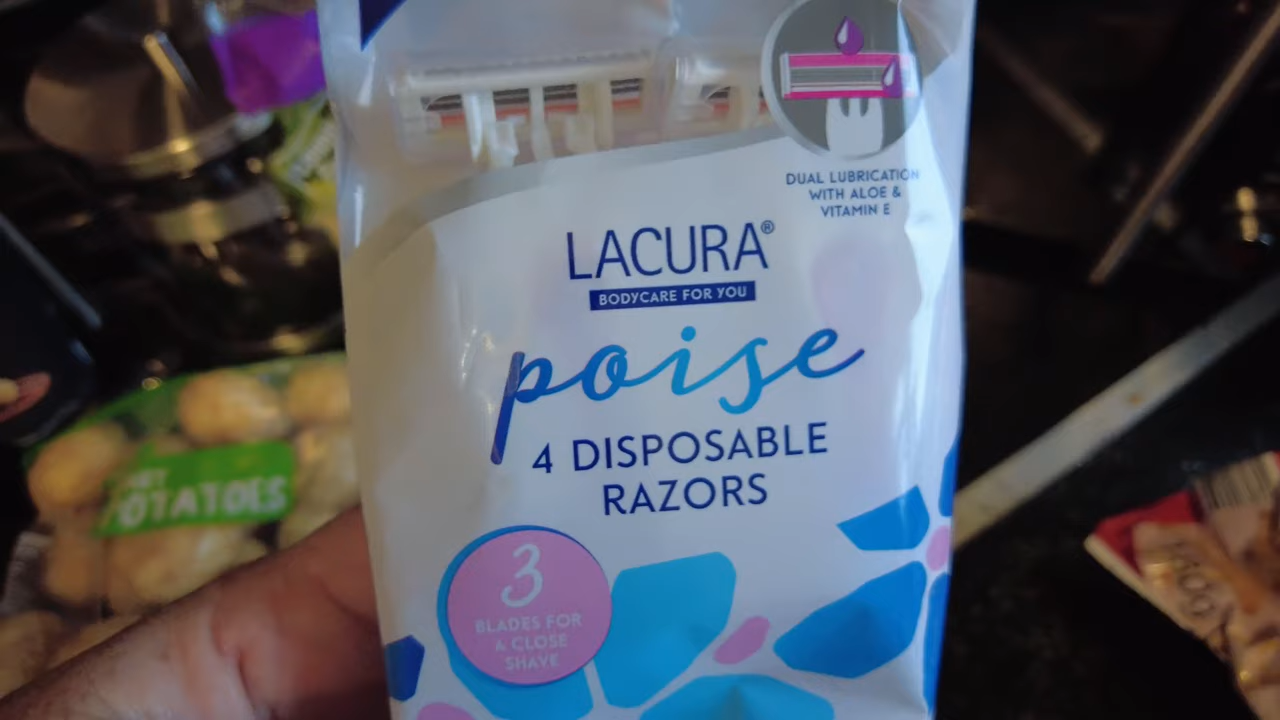 DUAL LUBRICATION
WITH ALOE &
VITAMIN E
LACURA®
BODYCARE FOR YOU
poise
4 DISPOSABLE
RAZORS
3
BLADES FOR
A CLOSE
SHAVE
POTATOES